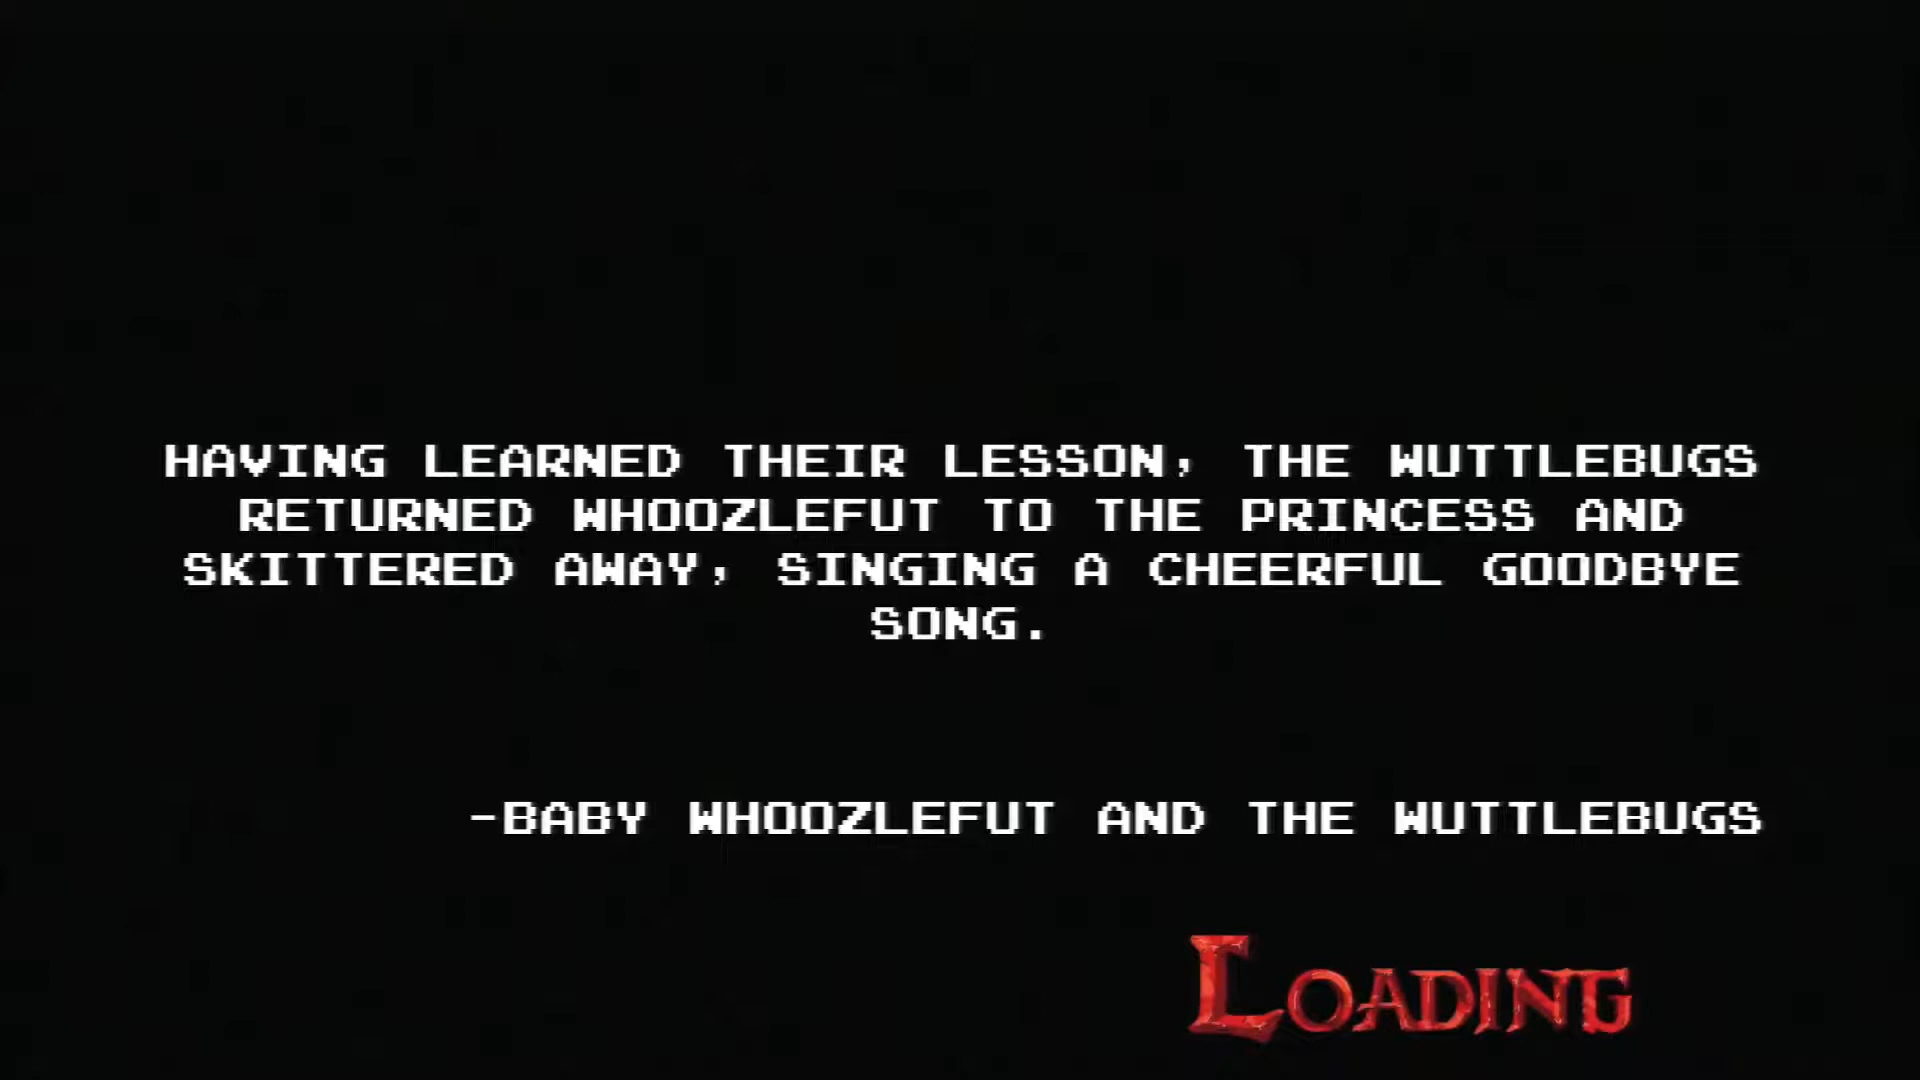 HAVING LEARNED THEIR LESSON, THE WUTTLEBUGS
RETURNED WHOOZLEFUT TO THE PRINCESS AND
SKITTERED AWAY, SINGING A CHEERFUL GOODBYE
SONG.
-BABY WHOOZLEFUT AND THE WUTTLEBUGS
LOADING